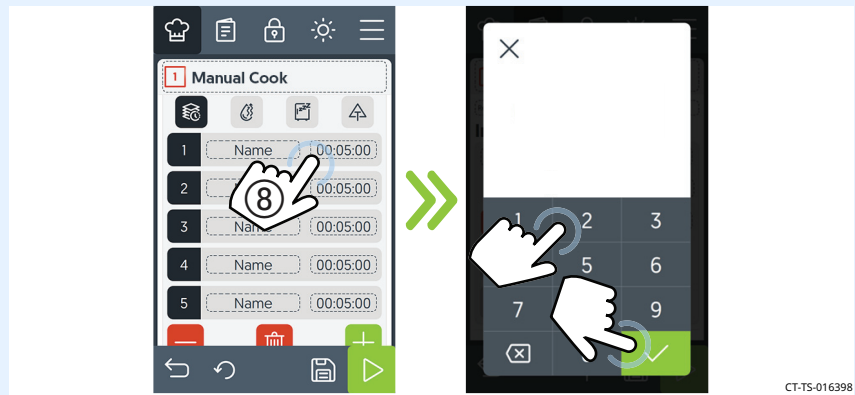 1 Manual Cook
1 Name 00:05:00
2 00:05:00
8
3 Name 00:05:00
4 Name 00:05:00
5 Name 00:05:00
1 2 3
5 6
7 9
CT-TS-016398